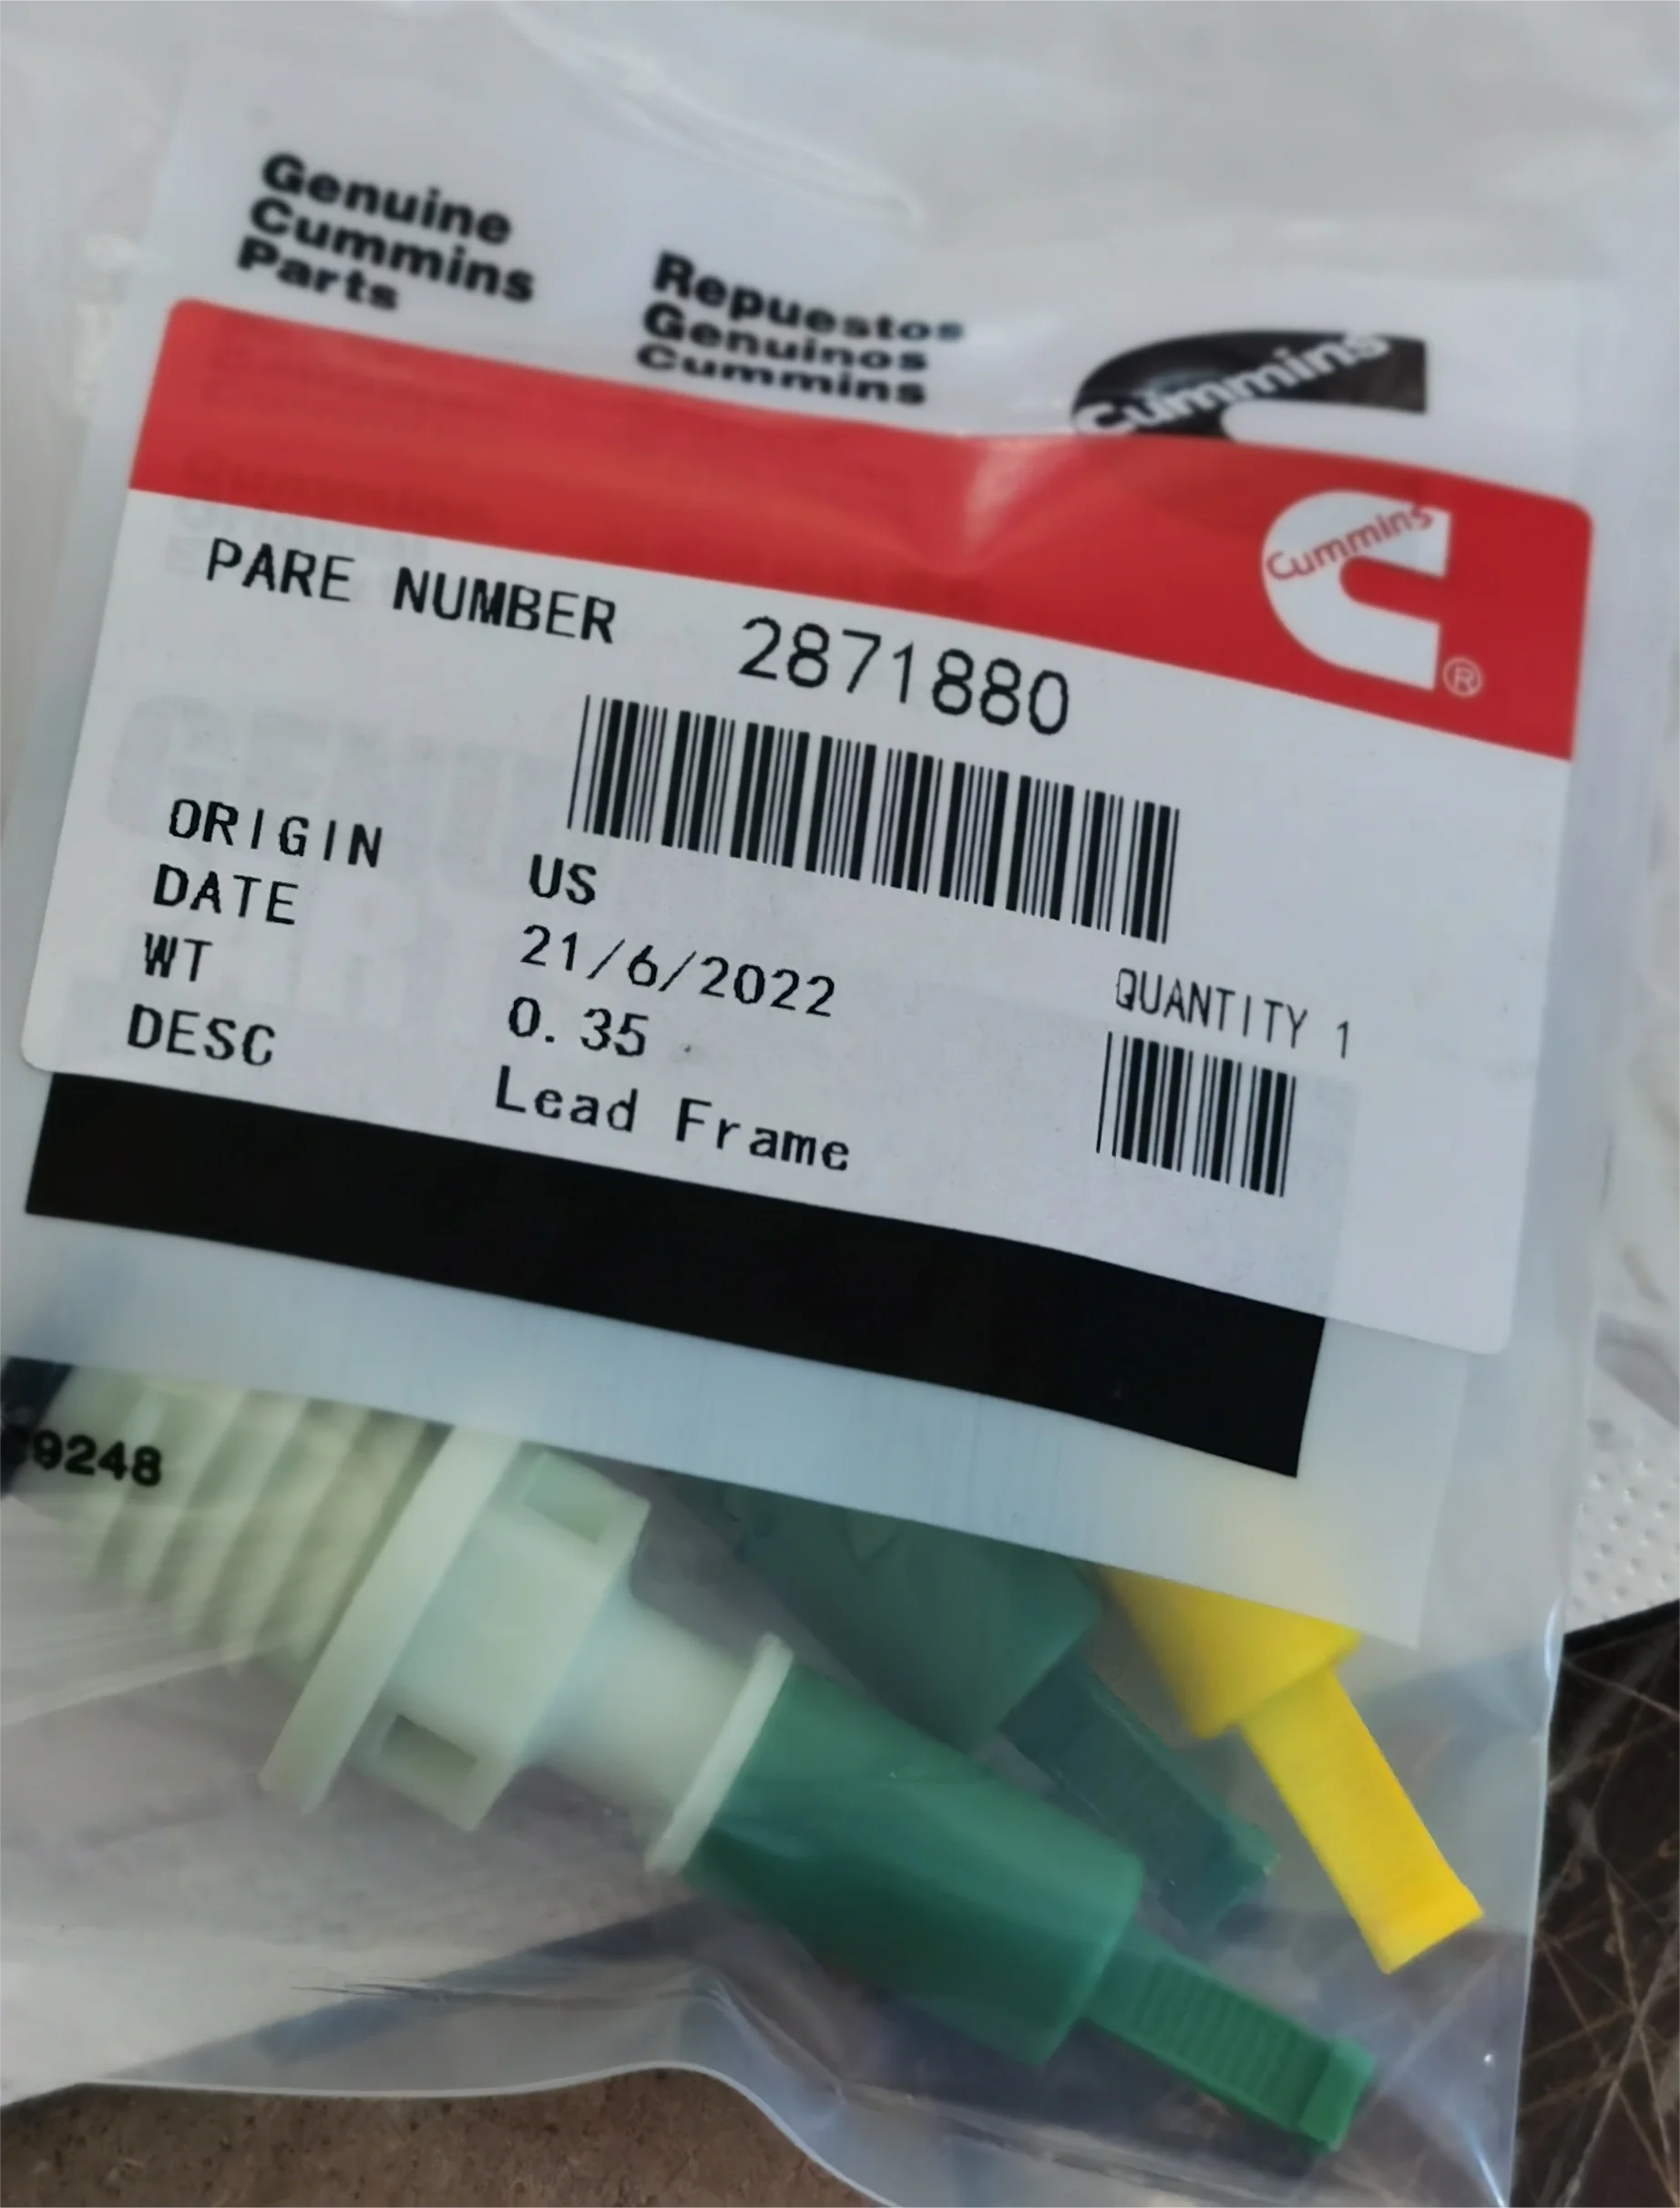 Genuine
Cummins
Parts
Repuestos
Genuinos
Cummins
Cummins
Cummins
®
PARE NUMBER 2871880
ORIGIN US
DATE 21/6/2022
WT 0.35
DESC Lead Frame
QUANTITY 1
9248